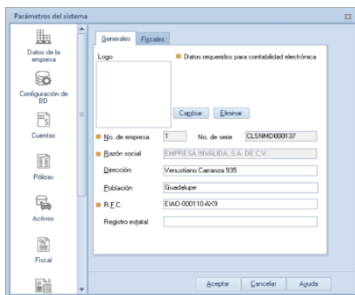 Parámetros del sistema
Datos de la
empresa
Configuración de
BD
Cuentas
Pólizas
Activos
Fiscal
Generales Fiscales
Logo
Datos requeridos para contabilidad electrónica
Cambiar Eliminar
No. de empresa 1 No. de serie CLSNMD000137
Razón social EMPRESA INVÁLIDA, S.A. DE C.V.
Dirección Venustiano Carranza 935
Población Guadalupe
R.F.C. EIAO-000110-AX9
Registro estatal
Aceptar Cancelar Ayuda